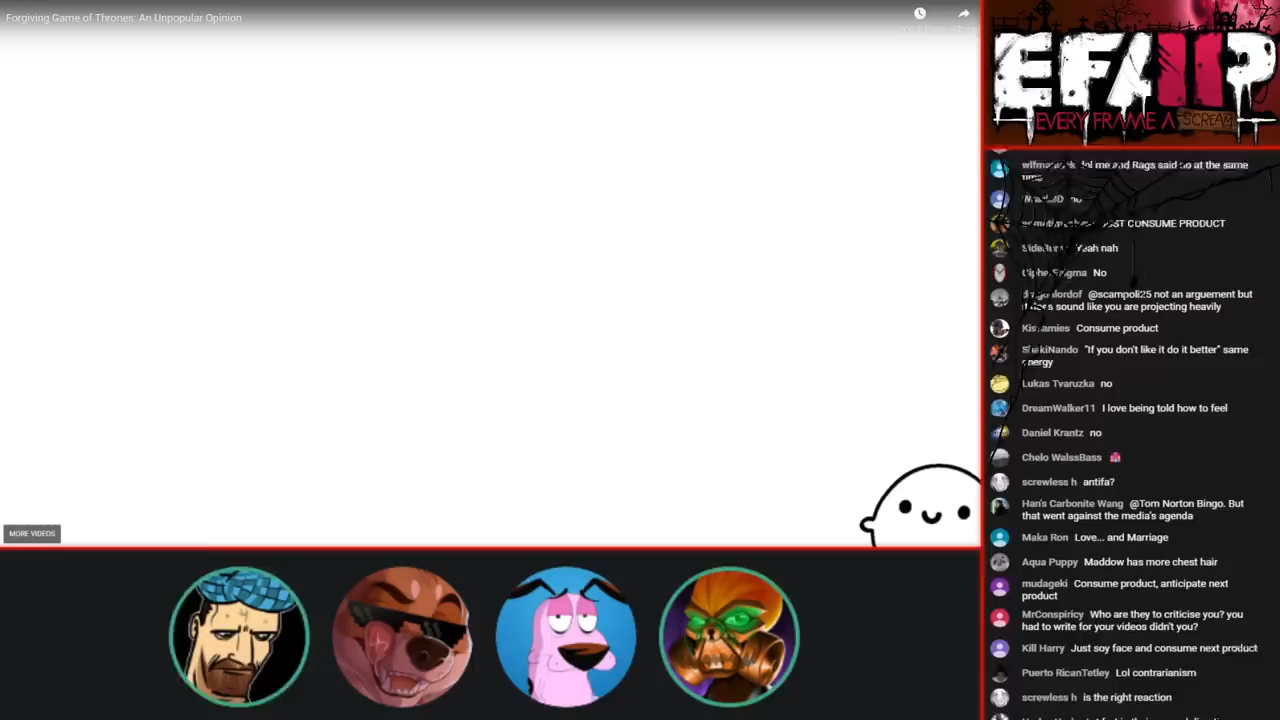 Forgiving Game of Thrones: An Unpopular Opinion
MORE VIDEOS
EFAP
EVERY FRAME A SCREAM
lol me and Rags said no at the same
time
no
JUST CONSUME PRODUCT
Yeah nah
No
@scampoli25 not an arguement but
sound like you are projecting heavily
Consume product
"If you don't like it do it better" same
energy
Lukas Tvaruzka no
DreamWalker11 I love being told how to feel
Daniel Krantz no
Chelo WalssBass
screwless h antifa?
Han's Carbonite Wang @Tom Norton Bingo. But
that went against the media's agenda
Maka Ron Love... and Marriage
Aqua Puppy Maddow has more chest hair
mudageki Consume product, anticipate next
product
MrConspiricy Who are they to criticise you? you
had to write for your videos didn't you?
Kill Harry Just soy face and consume next product
Puerto RicanTetley Lol contrarianism
screwless h is the right reaction